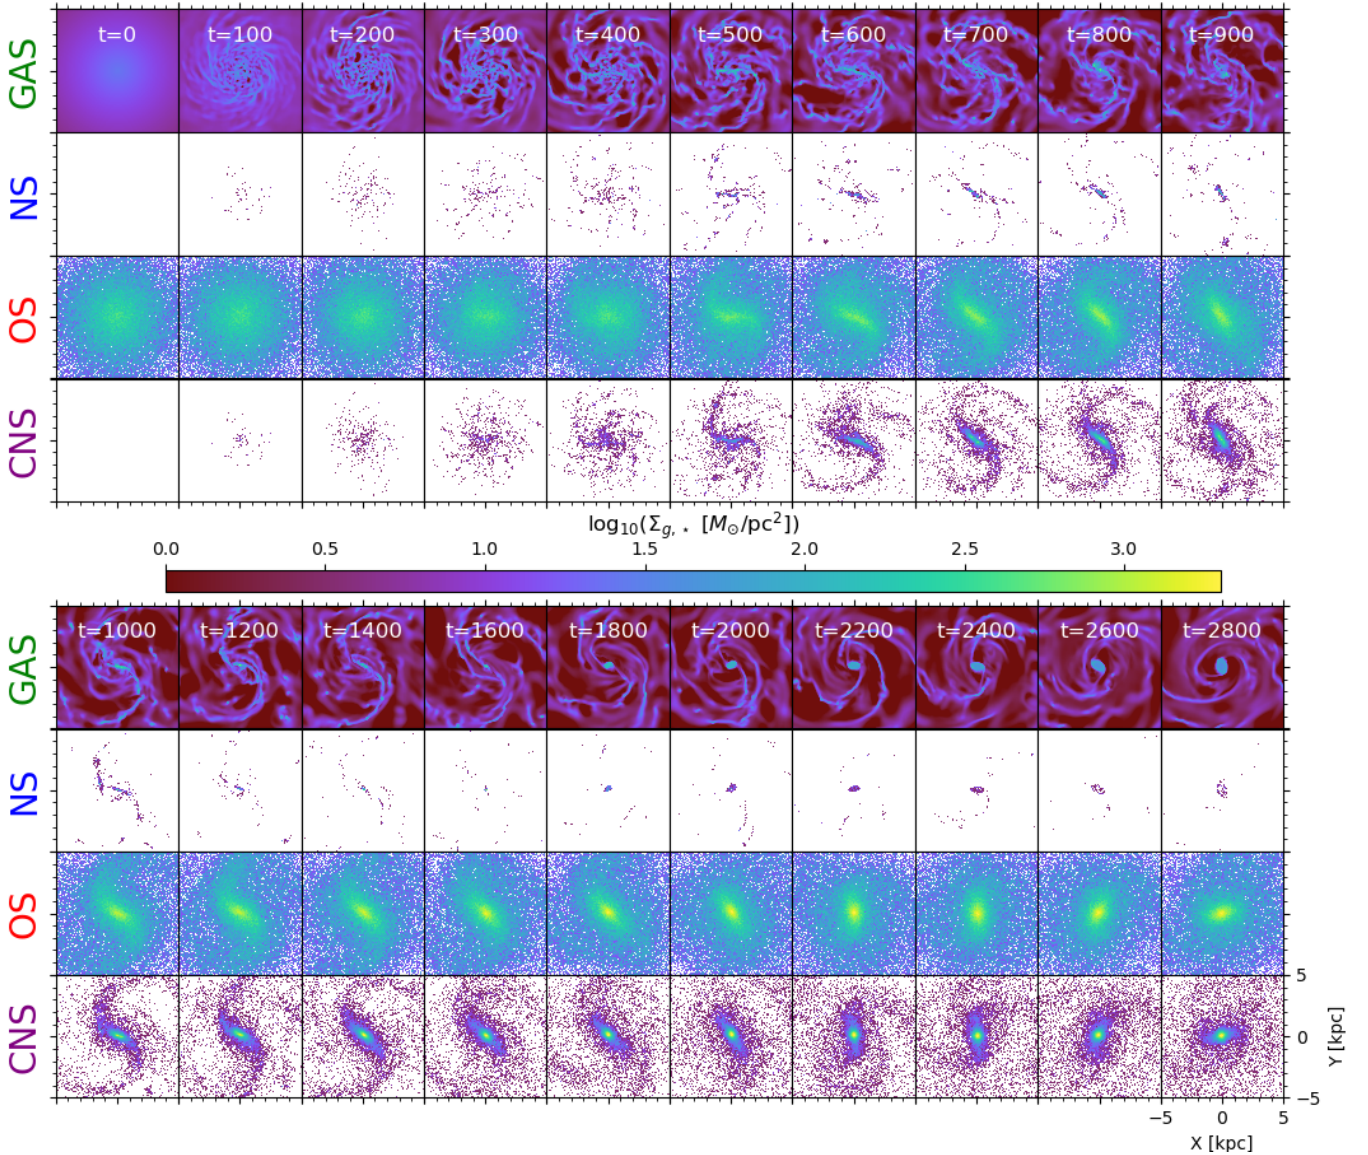 GAS
t=0 t=100 t=200 t=300 t=400 t=500 t=600 t=700 t=800 t=900
NS
OS
CNS
log₁₀(Σ_g,⋆ [M_⊙/pc²])
0.0 0.5 1.0 1.5 2.0 2.5 3.0
GAS
t=1000 t=1200 t=1400 t=1600 t=1800 t=2000 t=2200 t=2400 t=2600 t=2800
NS
OS
CNS
5
0
−5
Y [kpc]
−5 0 5
X [kpc]